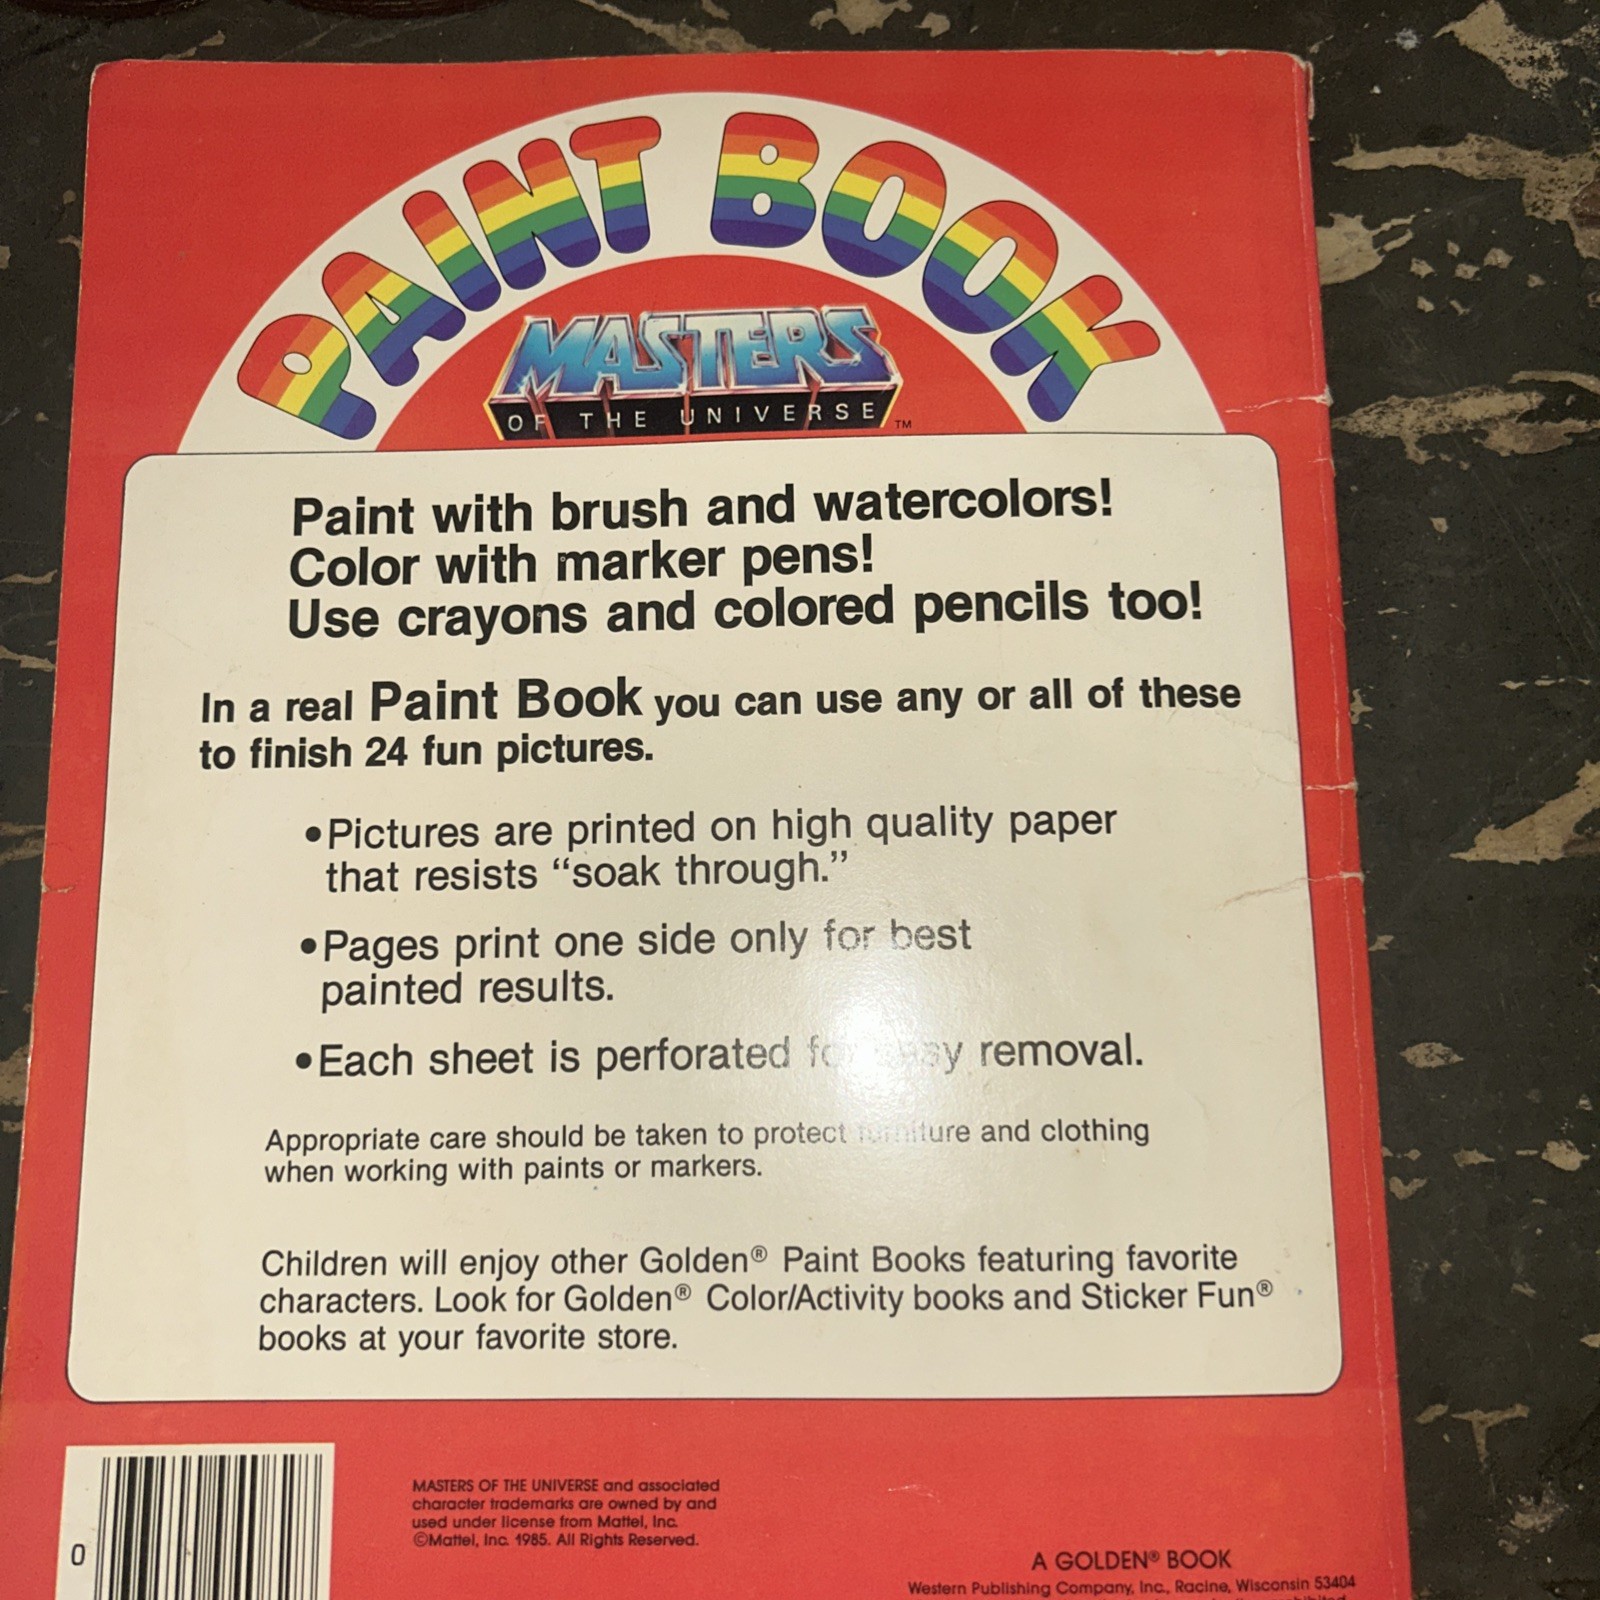 PAINT BOOK
MASTERS
OF THE UNIVERSE™
Paint with brush and watercolors!
Color with marker pens!
Use crayons and colored pencils too!
In a real Paint Book you can use any or all of these
to finish 24 fun pictures.
•Pictures are printed on high quality paper
that resists “soak through.”
•Pages print one side only for best
painted results.
•Each sheet is perforated for easy removal.
Appropriate care should be taken to protect furniture and clothing
when working with paints or markers.
Children will enjoy other Golden® Paint Books featuring favorite
characters. Look for Golden® Color/Activity books and Sticker Fun®
books at your favorite store.
MASTERS OF THE UNIVERSE and associated
character trademarks are owned by and
used under license from Mattel, Inc.
©Mattel, Inc. 1985. All Rights Reserved.
0
A GOLDEN® BOOK
Western Publishing Company, Inc., Racine, Wisconsin 53404